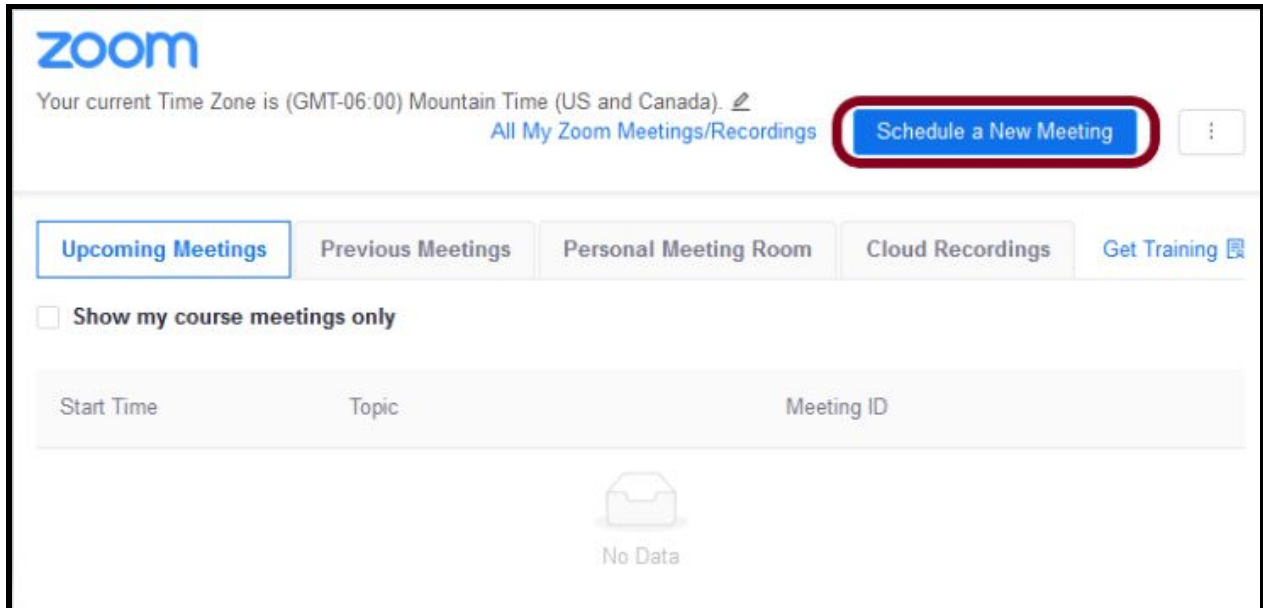 zoom
Your current Time Zone is (GMT-06:00) Mountain Time (US and Canada).
All My Zoom Meetings/Recordings Schedule a New Meeting
Upcoming Meetings Previous Meetings Personal Meeting Room Cloud Recordings Get Training
Show my course meetings only
Start Time Topic Meeting ID
No Data